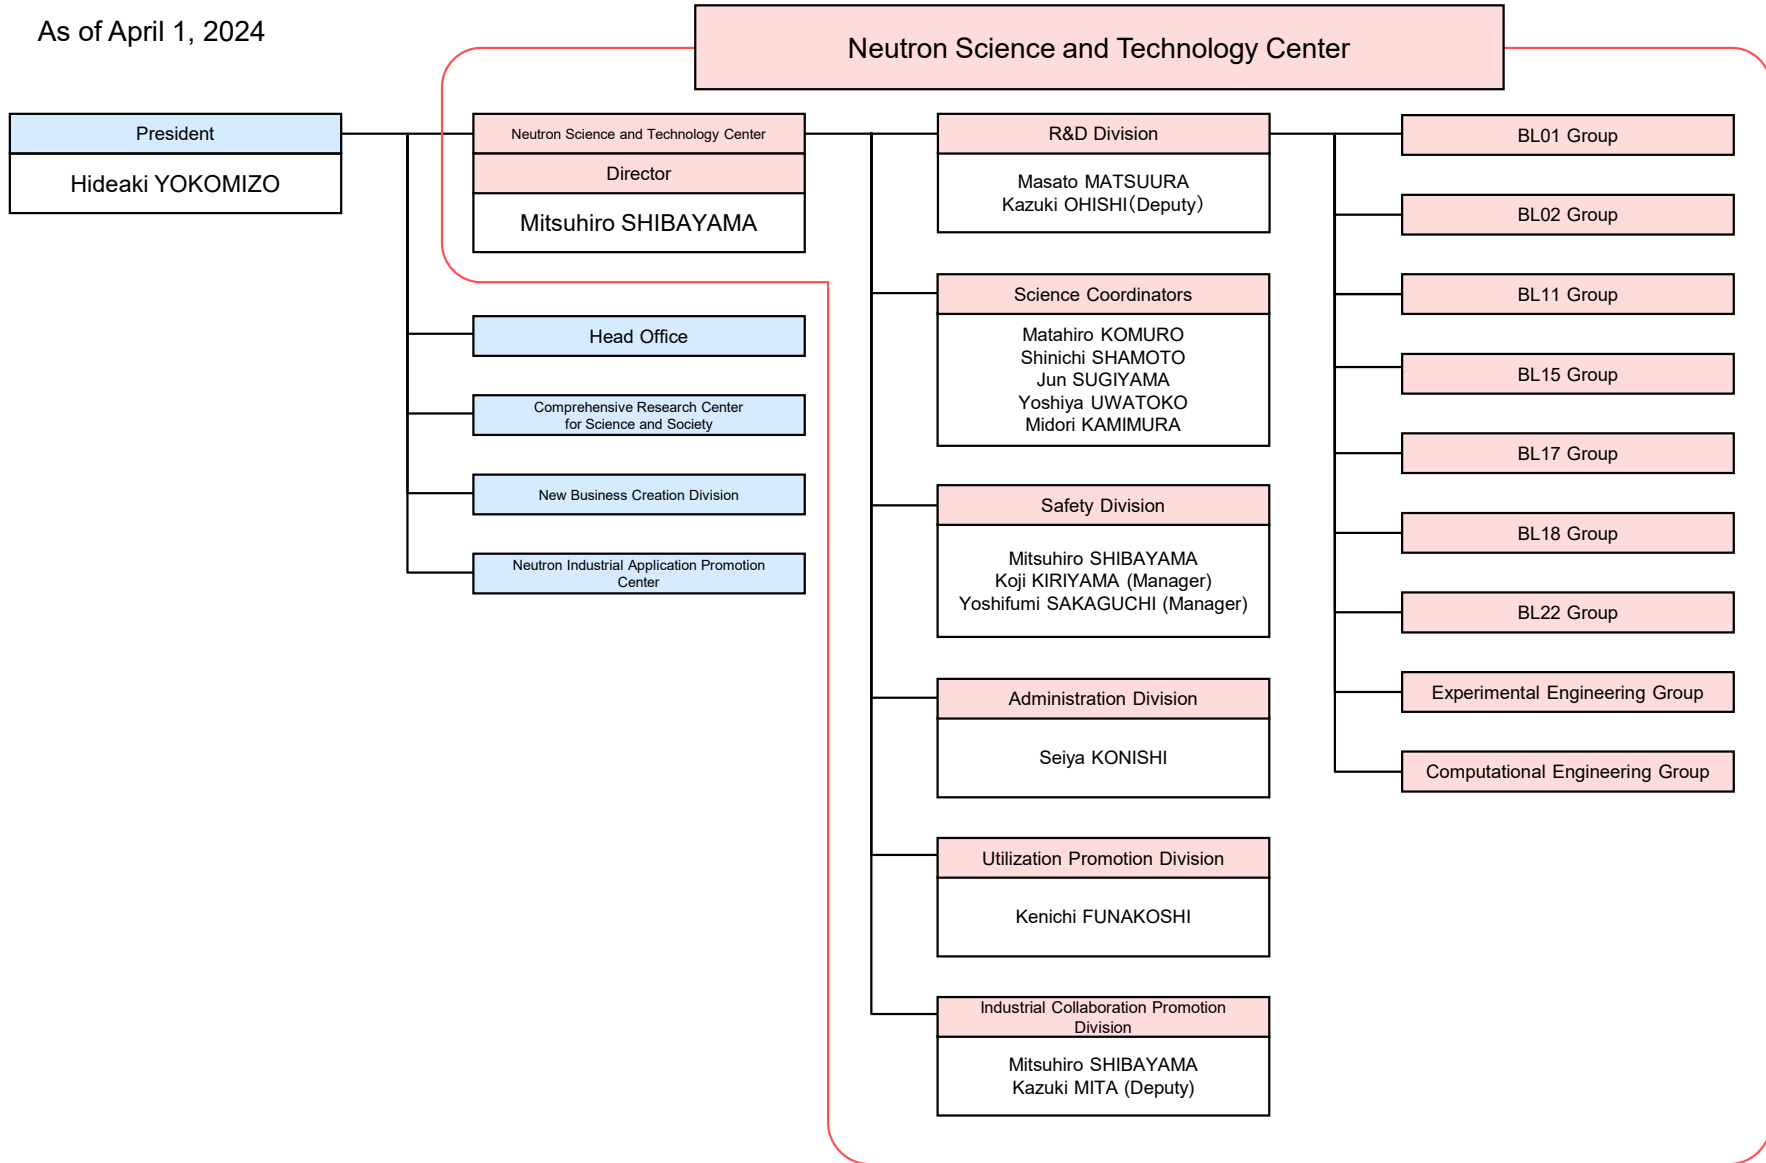 As of April 1, 2024
Neutron Science and Technology Center
President
Hideaki YOKOMIZO
Neutron Science and Technology Center
Director
Mitsuhiro SHIBAYAMA
Head Office
Comprehensive Research Center
for Science and Society
New Business Creation Division
Neutron Industrial Application Promotion
Center
R&D Division
Masato MATSUURA
Kazuki OHISHI（Deputy）
Science Coordinators
Matahiro KOMURO
Shinichi SHAMOTO
Jun SUGIYAMA
Yoshiya UWATOKO
Midori KAMIMURA
Safety Division
Mitsuhiro SHIBAYAMA
Koji KIRIYAMA (Manager)
Yoshifumi SAKAGUCHI (Manager)
Administration Division
Seiya KONISHI
Utilization Promotion Division
Kenichi FUNAKOSHI
Industrial Collaboration Promotion
Division
Mitsuhiro SHIBAYAMA
Kazuki MITA (Deputy)
BL01 Group
BL02 Group
BL11 Group
BL15 Group
BL17 Group
BL18 Group
BL22 Group
Experimental Engineering Group
Computational Engineering Group